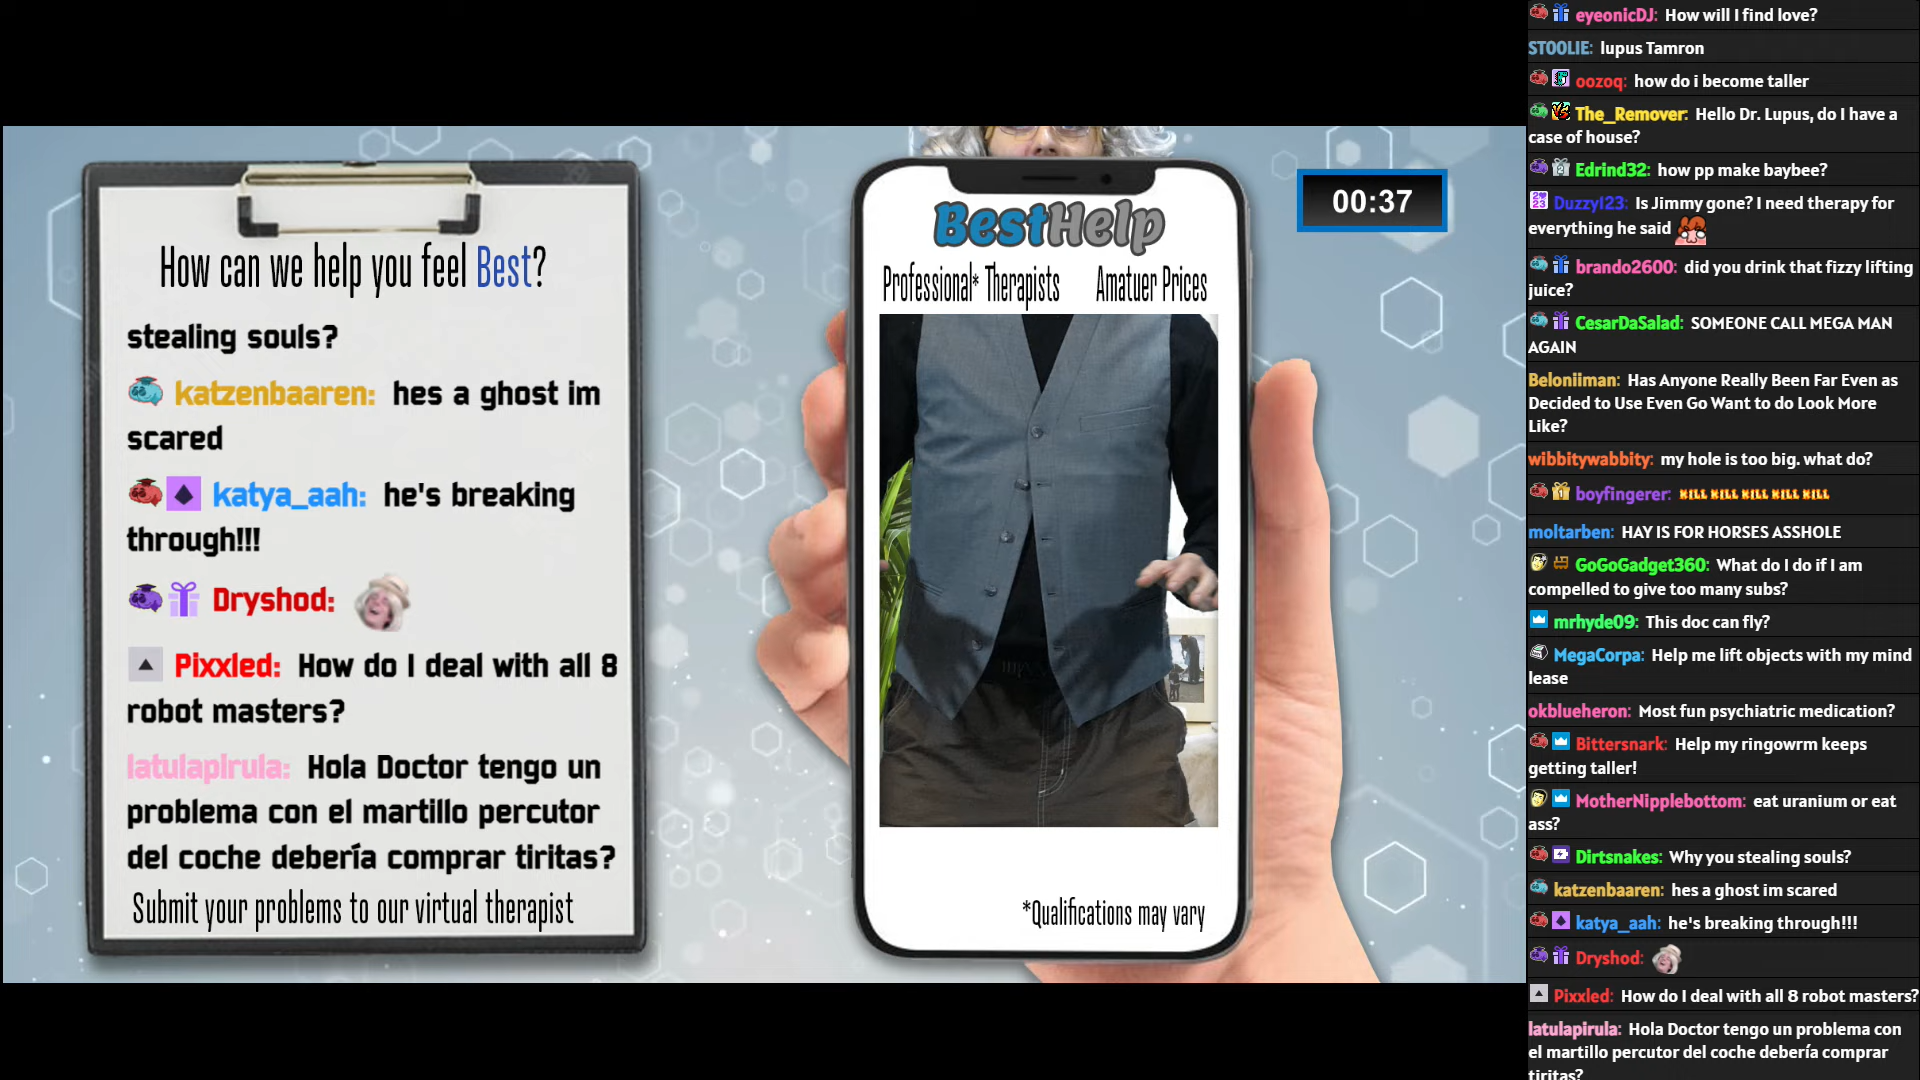 How can we help you feel Best?
stealing souls?
katzenbaaren: hes a ghost im
scared
katya_aah: he's breaking
through!!!
Dryshod:
Pixxled: How do I deal with all 8
robot masters?
latulapirula: Hola Doctor tengo un
problema con el martillo percutor
del coche debería comprar tiritas?
Submit your problems to our virtual therapist
BestHelp
Professional* Therapists Amatuer Prices
*Qualifications may vary
00:37
eyeonicDJ: How will I find love?
STOOLIE: lupus Tamron
oozoq: how do i become taller
The_Remover: Hello Dr. Lupus, do I have a
case of house?
Edrind32: how pp make baybee?
Duzzy123: Is Jimmy gone? I need therapy for
everything he said
brando2600: did you drink that fizzy lifting
juice?
CesarDaSalad: SOMEONE CALL MEGA MAN
AGAIN
Beloniiman: Has Anyone Really Been Far Even as
Decided to Use Even Go Want to do Look More
Like?
wibbitywabbity: my hole is too big. what do?
boyfingerer: KILL KILL KILL KILL KILL
moltarben: HAY IS FOR HORSES ASSHOLE
GoGoGadget360: What do I do if I am
compelled to give too many subs?
mrhyde09: This doc can fly?
MegaCorpa: Help me lift objects with my mind
lease
okblueheron: Most fun psychiatric medication?
Bittersnark: Help my ringowrm keeps
getting taller!
MotherNipplebottom: eat uranium or eat
ass?
Dirtsnakes: Why you stealing souls?
katzenbaaren: hes a ghost im scared
katya_aah: he's breaking through!!!
Dryshod:
Pixxled: How do I deal with all 8 robot masters?
latulapirula: Hola Doctor tengo un problema con
el martillo percutor del coche debería comprar
tiritas?